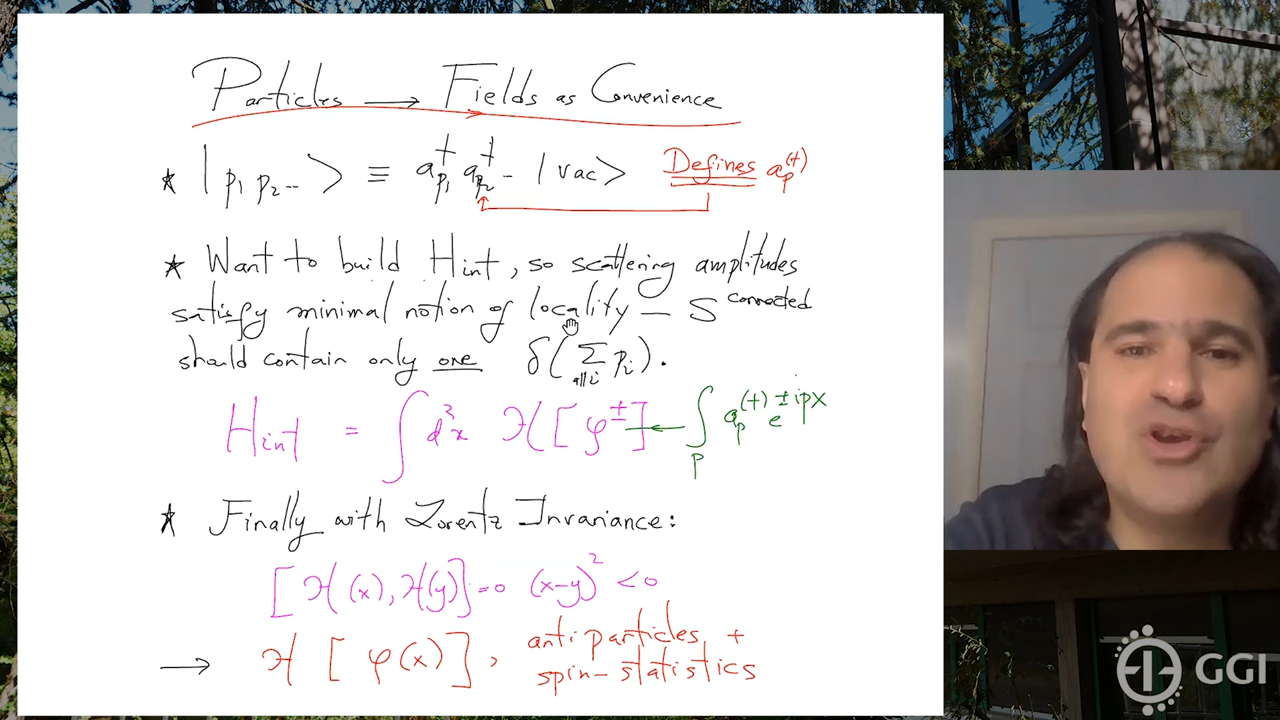 Particles → Fields as Convenience
★ | p₁ p₂ -- > ≡ a†p₁ a†p₂ - | vac > Defines aₚ⁽†⁾
★ Want to build Hint, so scattering amplitudes
satisfy minimal notion of locality — S connected
should contain only one δ( Σ all i pᵢ ).
Hint = ∫ d³x ℋ[ φ± ] ← ∫ₚ aₚ⁽†⁾ e^{±ipx}
★ Finally with Lorentz Invariance:
[ ℋ(x), ℋ(y) ] = 0 (x-y)² < 0
→ ℋ [ φ(x) ], antiparticles + spin-statistics
GGI